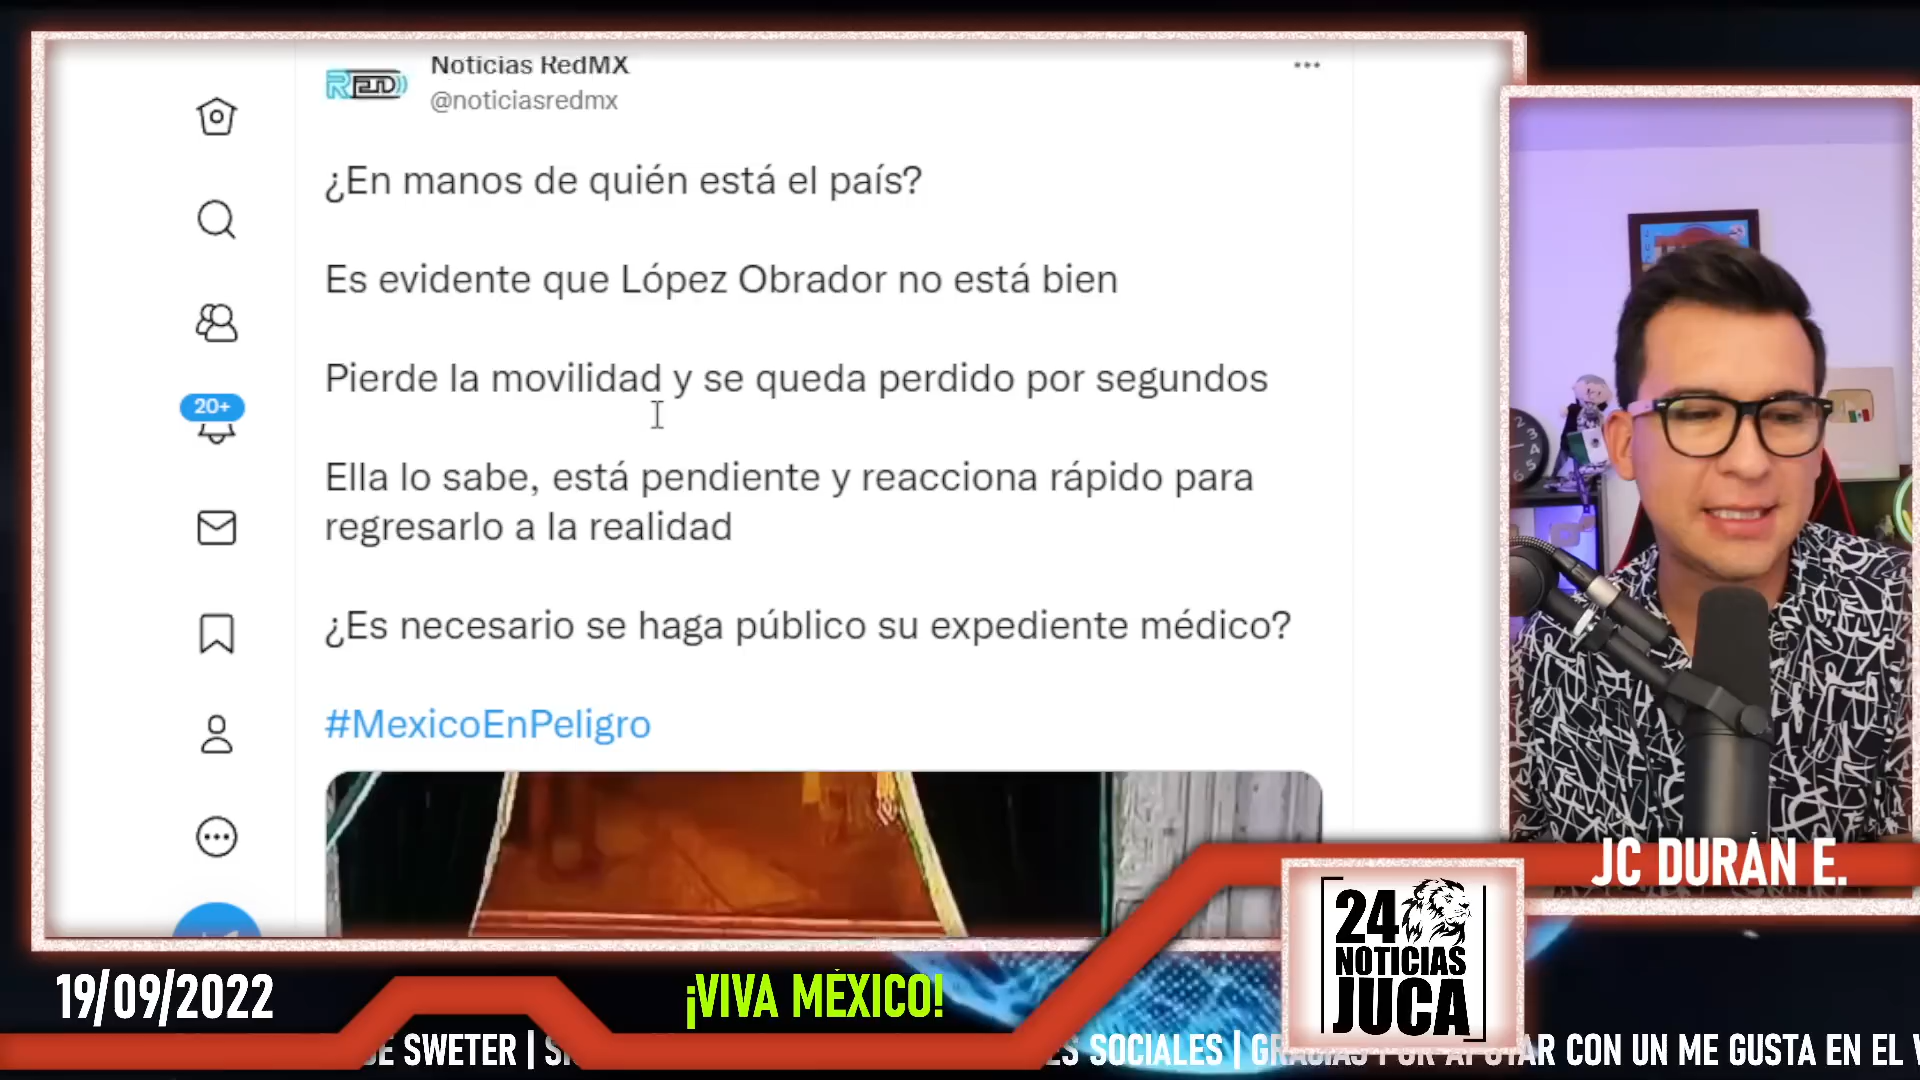 Noticias RedMX
@noticiasredmx
¿En manos de quién está el país?
Es evidente que López Obrador no está bien
Pierde la movilidad y se queda perdido por segundos
Ella lo sabe, está pendiente y reacciona rápido para
regresarlo a la realidad
¿Es necesario se haga público su expediente médico?
#MexicoEnPeligro
20+
JC DURÁN E.
24
NOTICIAS
JUCA
19/09/2022
¡VIVA MÉXICO!
SWETER |
SOCIALES | GRACIAS POR APOYAR CON UN ME GUSTA EN EL